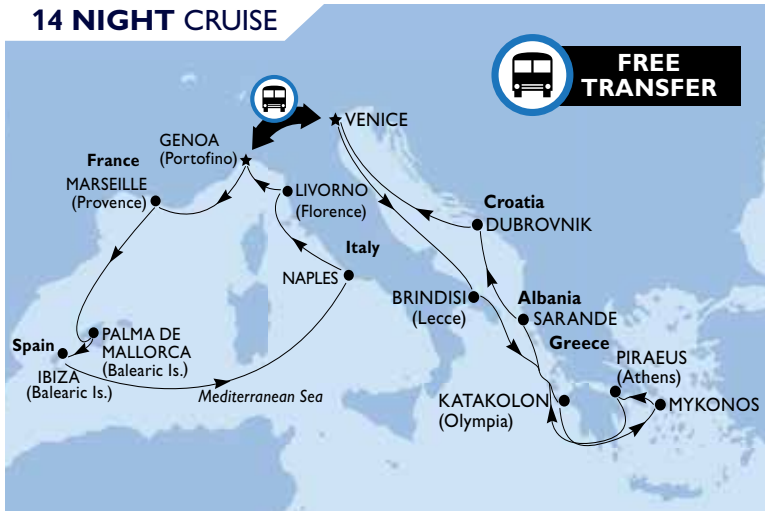 14 NIGHT CRUISE
FREE
TRANSFER
VENICE
GENOA
(Portofino)
France
MARSEILLE
(Provence)
LIVORNO
(Florence)
Croatia
DUBROVNIK
Italy
NAPLES
BRINDISI
(Lecce)
Albania
SARANDE
Greece
Spain
PALMA DE
MALLORCA
(Balearic Is.)
IBIZA
(Balearic Is.)
Mediterranean Sea
PIRAEUS
(Athens)
KATAKOLON
(Olympia)
MYKONOS